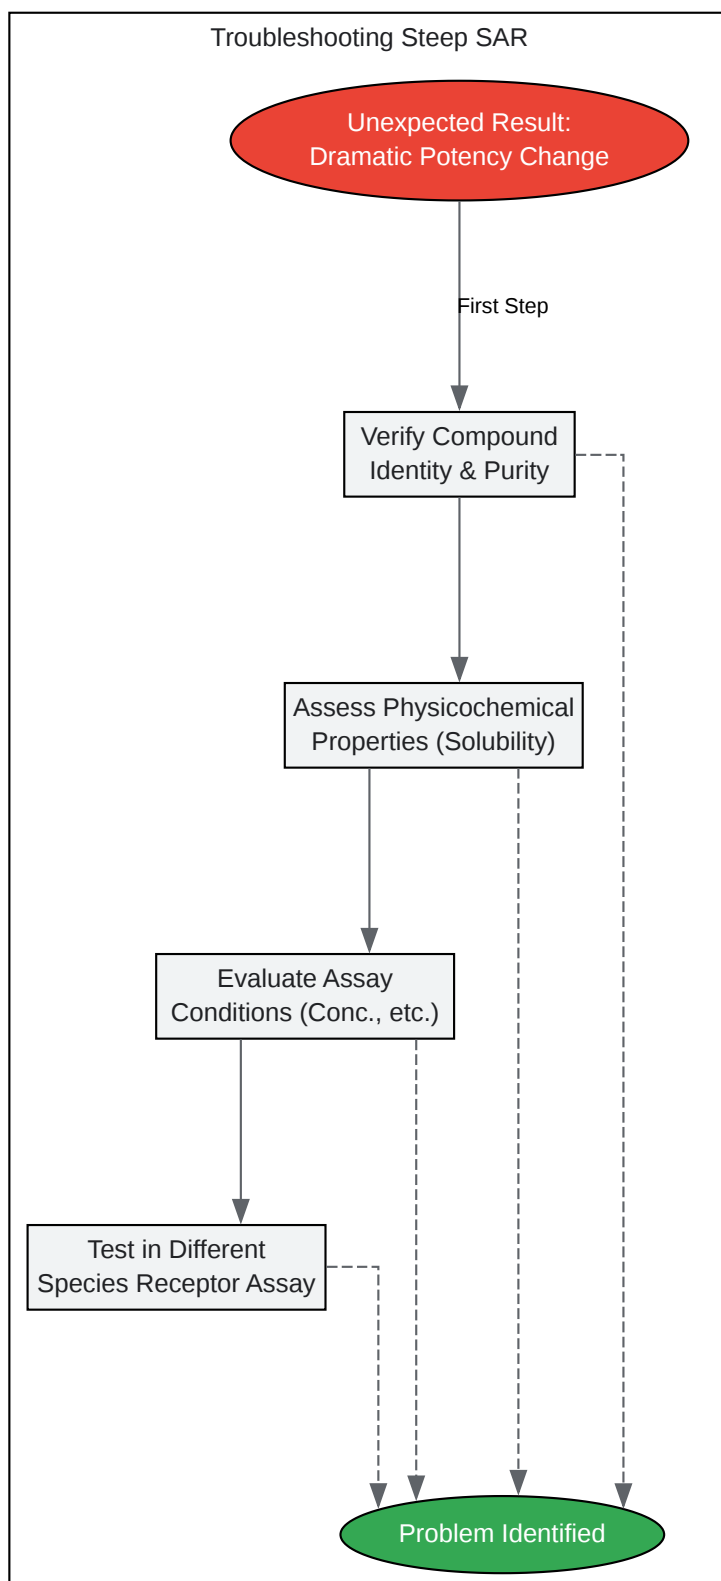 Troubleshooting Steep SAR
Unexpected Result:
Dramatic Potency Change
First Step
Verify Compound
Identity & Purity
Assess Physicochemical
Properties (Solubility)
Evaluate Assay
Conditions (Conc., etc.)
Test in Different
Species Receptor Assay
Problem Identified